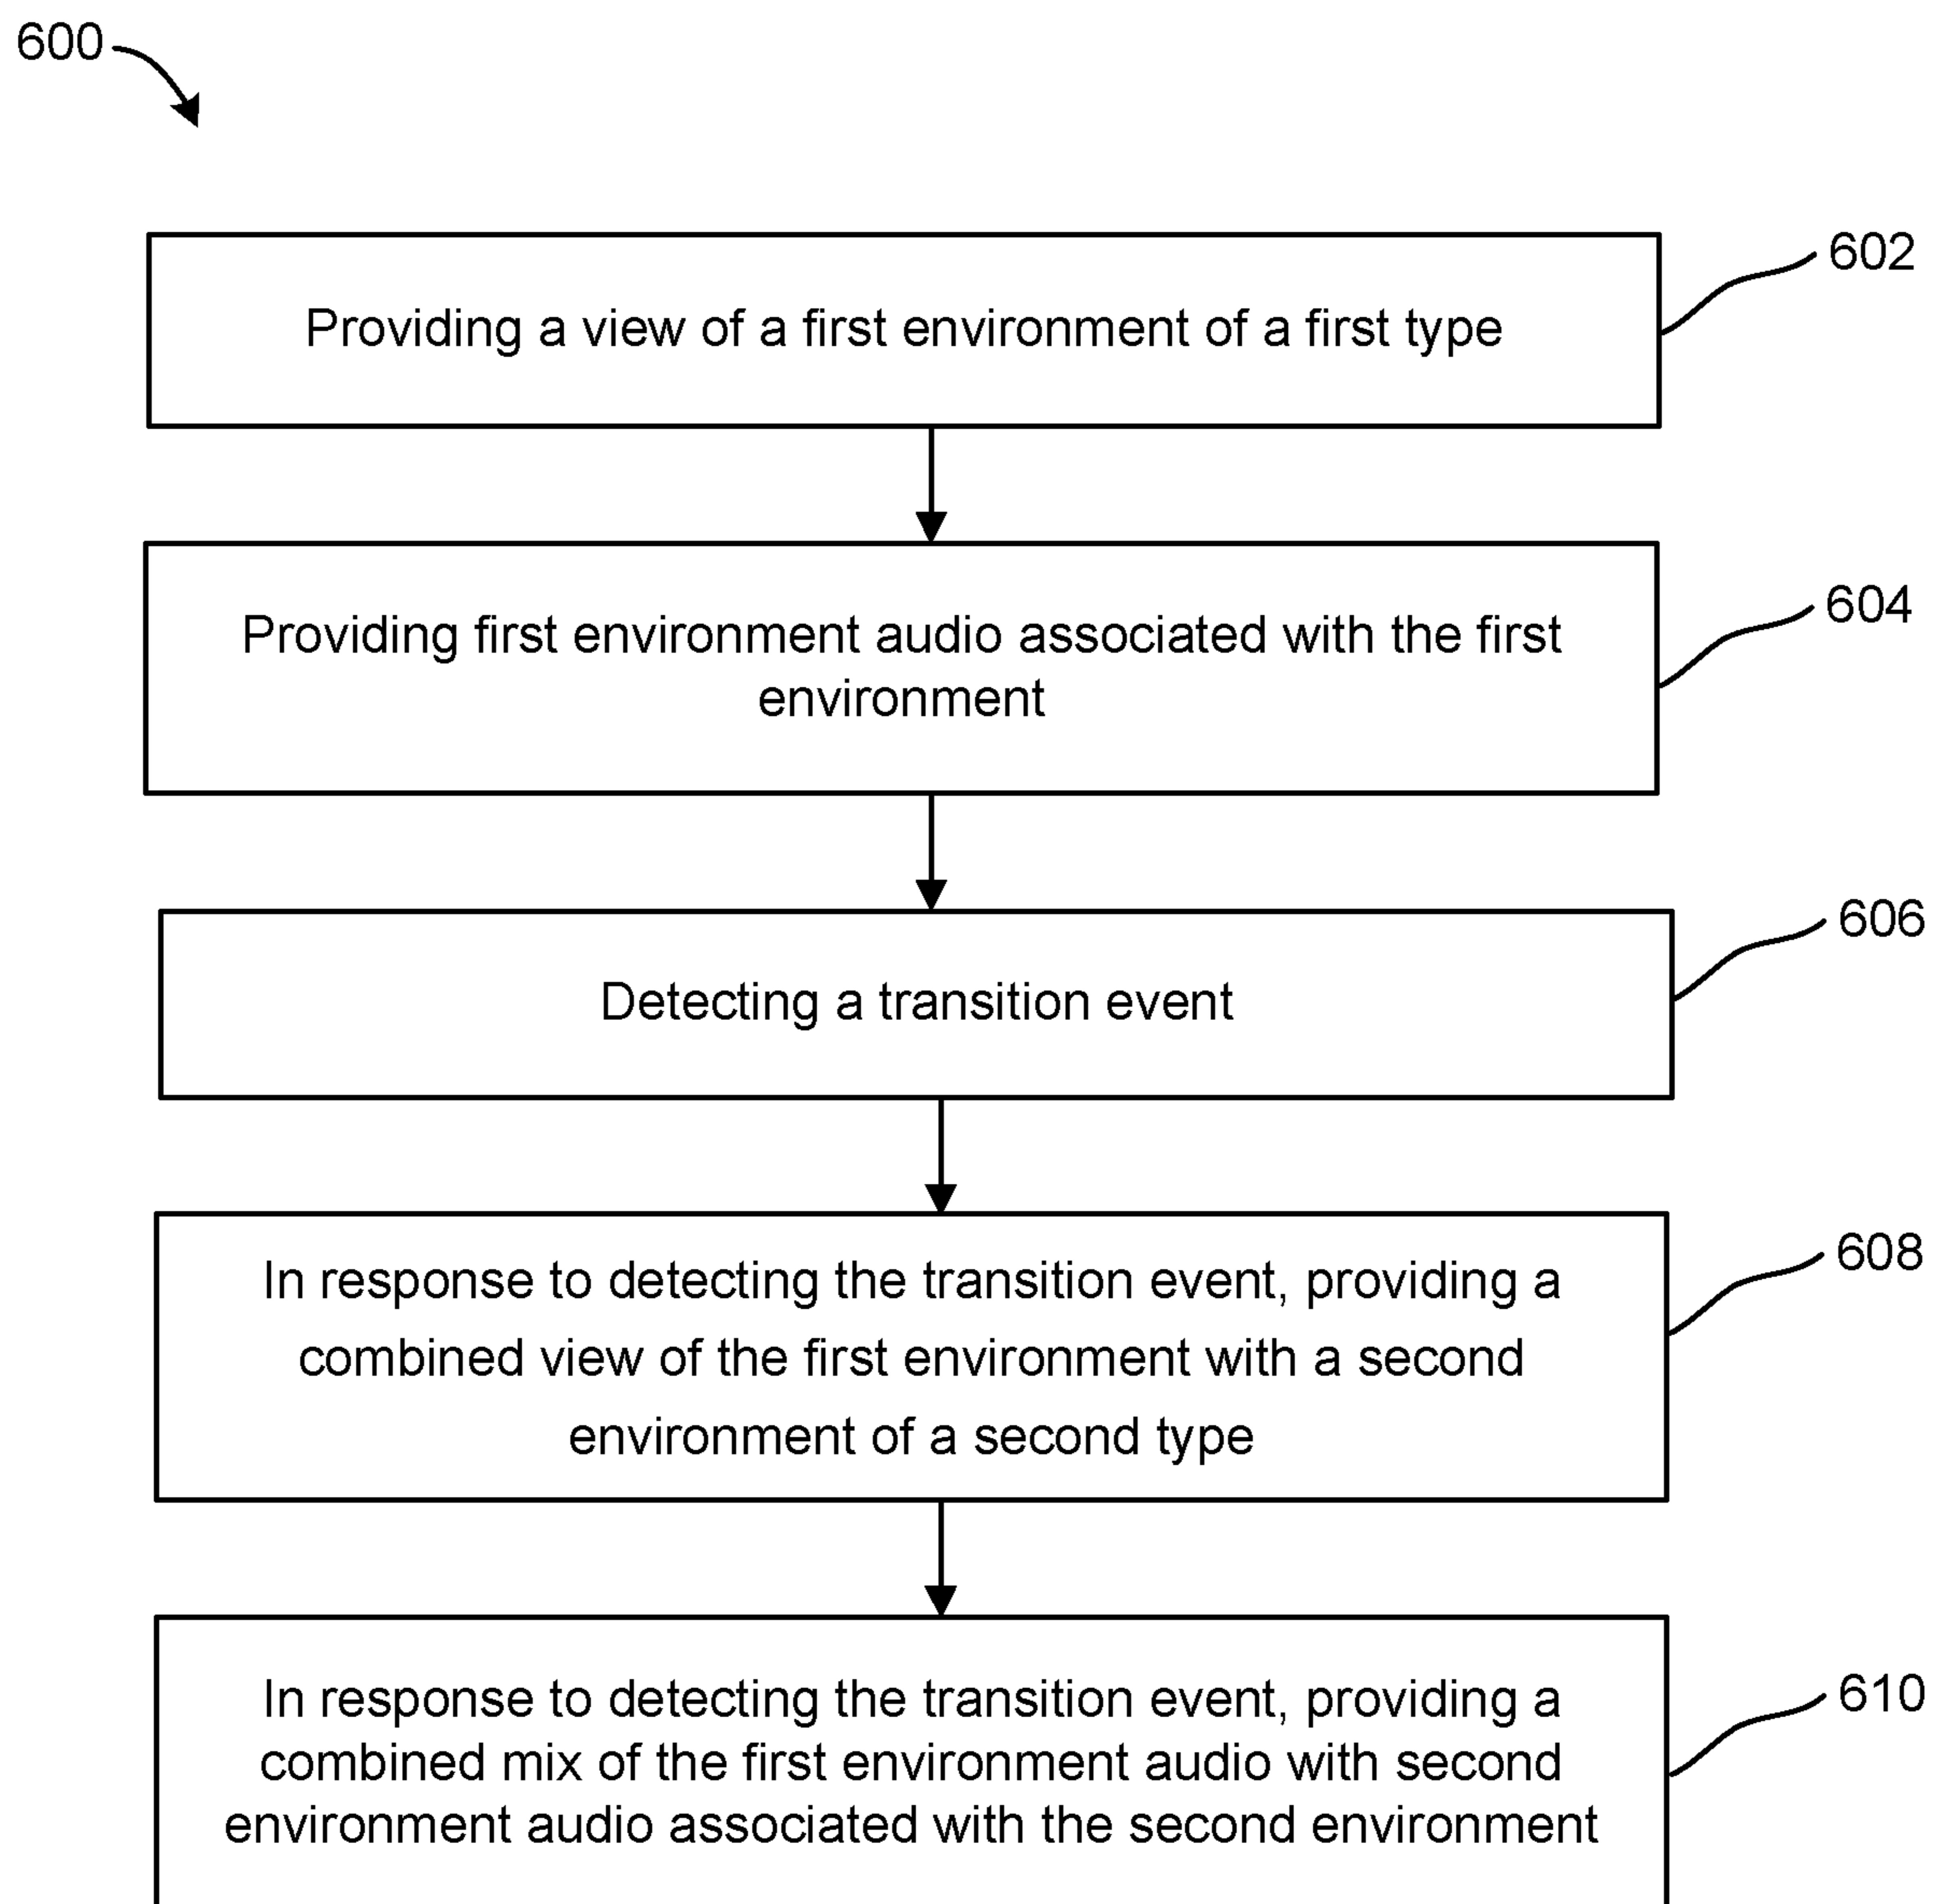 600
602
Providing a view of a first environment of a first type
604
Providing first environment audio associated with the first
environment
606
Detecting a transition event
608
In response to detecting the transition event, providing a
combined view of the first environment with a second
environment of a second type
610
In response to detecting the transition event, providing a
combined mix of the first environment audio with second
environment audio associated with the second environment